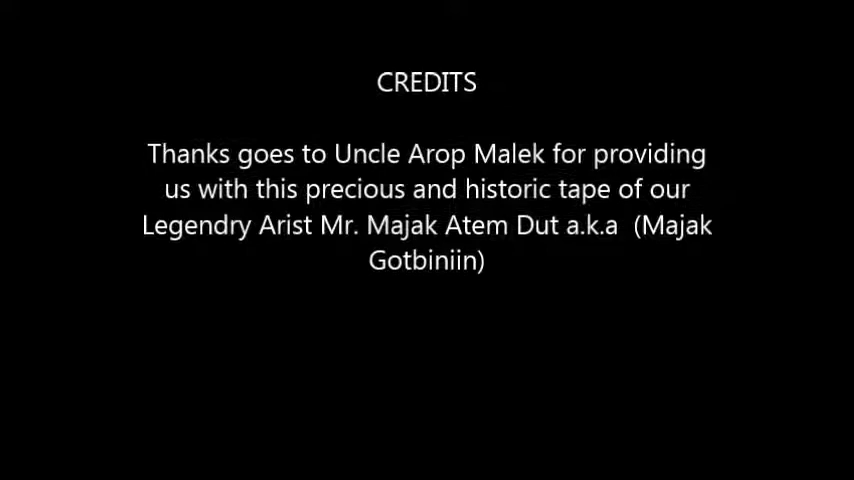 CREDITS
Thanks goes to Uncle Arop Malek for providing
us with this precious and historic tape of our
Legendry Arist Mr. Majak Atem Dut a.k.a  (Majak
Gotbiniin)